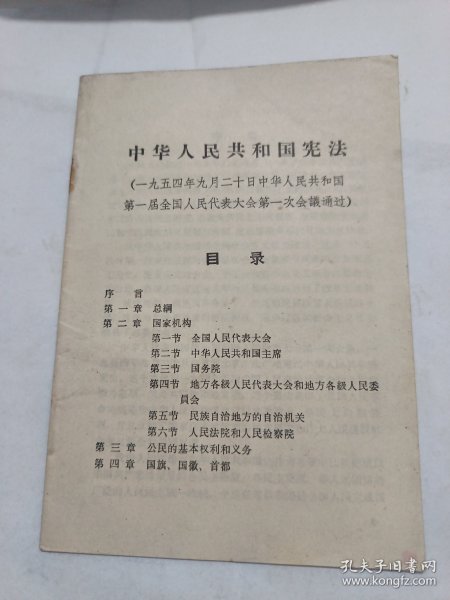 中华人民共和国宪法
(一九五四年九月二十日中华人民共和国
第一届全国人民代表大会第一次会議通过)
目 录
序 言
第一章 总綱
第二章 国家机构
第一节 全国人民代表大会
第二节 中华人民共和国主席
第三节 国务院
第四节 地方各級人民代表大会和地方各級人民委
員会
第五节 民族自治地方的自治机关
第六节 人民法院和人民检察院
第三章 公民的基本权利和义务
第四章 国旗、国徽、首都
孔夫子旧书网
www.kongfz.com